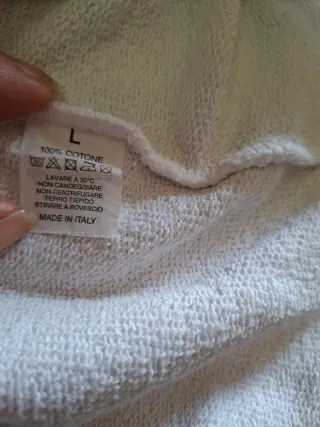 L
100% COTONE
LAVARE A 30°C
NON CANDEGGIARE
NON CENTRIFUGARE
FERRO TIEPIDO
STIRARE A ROVESCIO
MADE IN ITALY